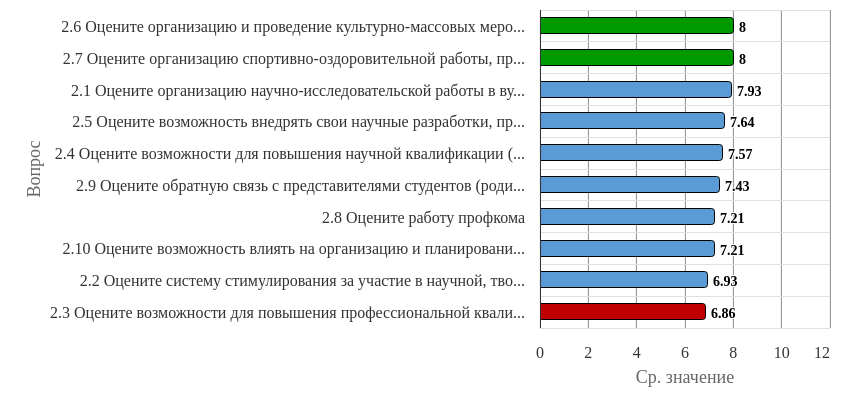 2.6 Оцените организацию и проведение культурно-массовых меро... 8
2.7 Оцените организацию спортивно-оздоровительной работы, пр... 8
2.1 Оцените организацию научно-исследовательской работы в ву... 7.93
2.5 Оцените возможность внедрять свои научные разработки, пр... 7.64
2.4 Оцените возможности для повышения научной квалификации (... 7.57
2.9 Оцените обратную связь с представителями студентов (роди... 7.43
2.8 Оцените работу профкома 7.21
2.10 Оцените возможность влиять на организацию и планировани... 7.21
2.2 Оцените систему стимулирования за участие в научной, тво... 6.93
2.3 Оцените возможности для повышения профессиональной квали... 6.86
Вопрос
0 2 4 6 8 10 12
Ср. значение